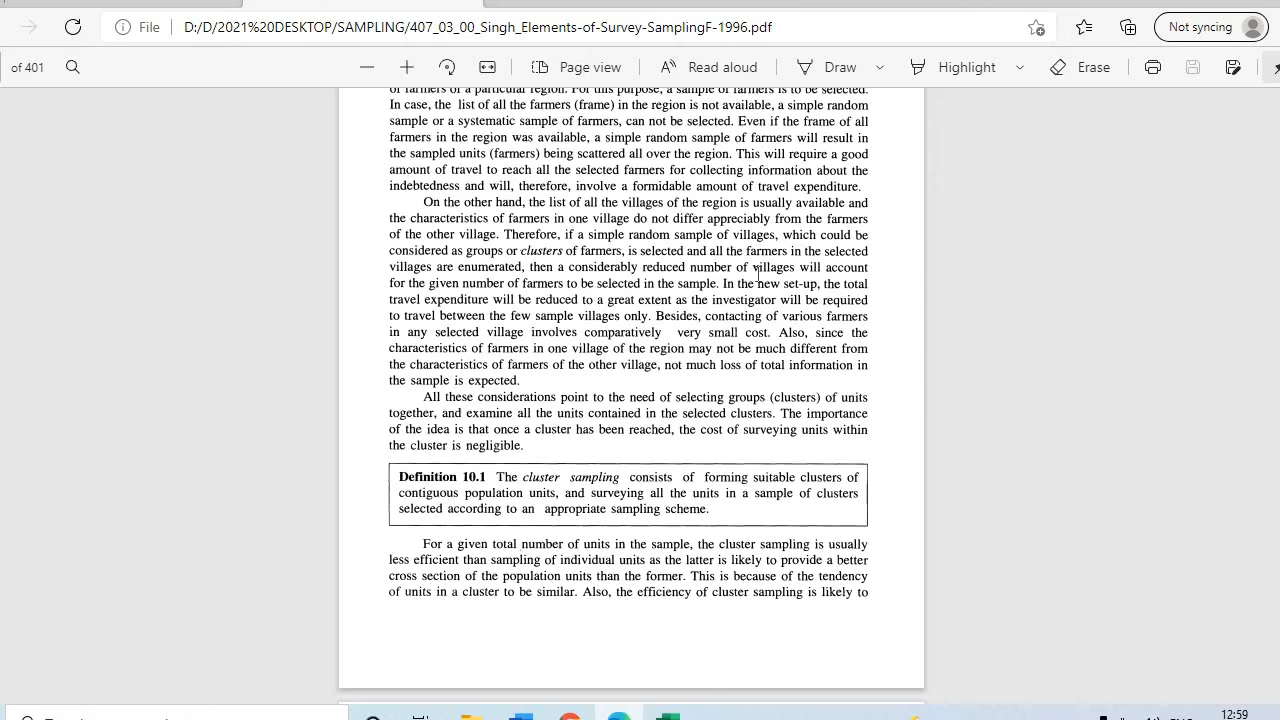 File D:/D/2021%20DESKTOP/SAMPLING/407_03_00_Singh_Elements-of-Survey-SamplingF-1996.pdf Not syncing
of 401 Page view Read aloud Draw Highlight Erase
of farmers of a particular region. For this purpose, a sample of farmers is to be selected.
In case, the list of all the farmers (frame) in the region is not available, a simple random
sample or a systematic sample of farmers, can not be selected. Even if the frame of all
farmers in the region was available, a simple random sample of farmers will result in
the sampled units (farmers) being scattered all over the region. This will require a good
amount of travel to reach all the selected farmers for collecting information about the
indebtedness and will, therefore, involve a formidable amount of travel expenditure.
On the other hand, the list of all the villages of the region is usually available and
the characteristics of farmers in one village do not differ appreciably from the farmers
of the other village. Therefore, if a simple random sample of villages, which could be
considered as groups or clusters of farmers, is selected and all the farmers in the selected
villages are enumerated, then a considerably reduced number of villages will account
for the given number of farmers to be selected in the sample. In the new set-up, the total
travel expenditure will be reduced to a great extent as the investigator will be required
to travel between the few sample villages only. Besides, contacting of various farmers
in any selected village involves comparatively very small cost. Also, since the
characteristics of farmers in one village of the region may not be much different from
the characteristics of farmers of the other village, not much loss of total information in
the sample is expected.
All these considerations point to the need of selecting groups (clusters) of units
together, and examine all the units contained in the selected clusters. The importance
of the idea is that once a cluster has been reached, the cost of surveying units within
the cluster is negligible.
Definition 10.1 The cluster sampling consists of forming suitable clusters of
contiguous population units, and surveying all the units in a sample of clusters
selected according to an appropriate sampling scheme.
For a given total number of units in the sample, the cluster sampling is usually
less efficient than sampling of individual units as the latter is likely to provide a better
cross section of the population units than the former. This is because of the tendency
of units in a cluster to be similar. Also, the efficiency of cluster sampling is likely to
12:59